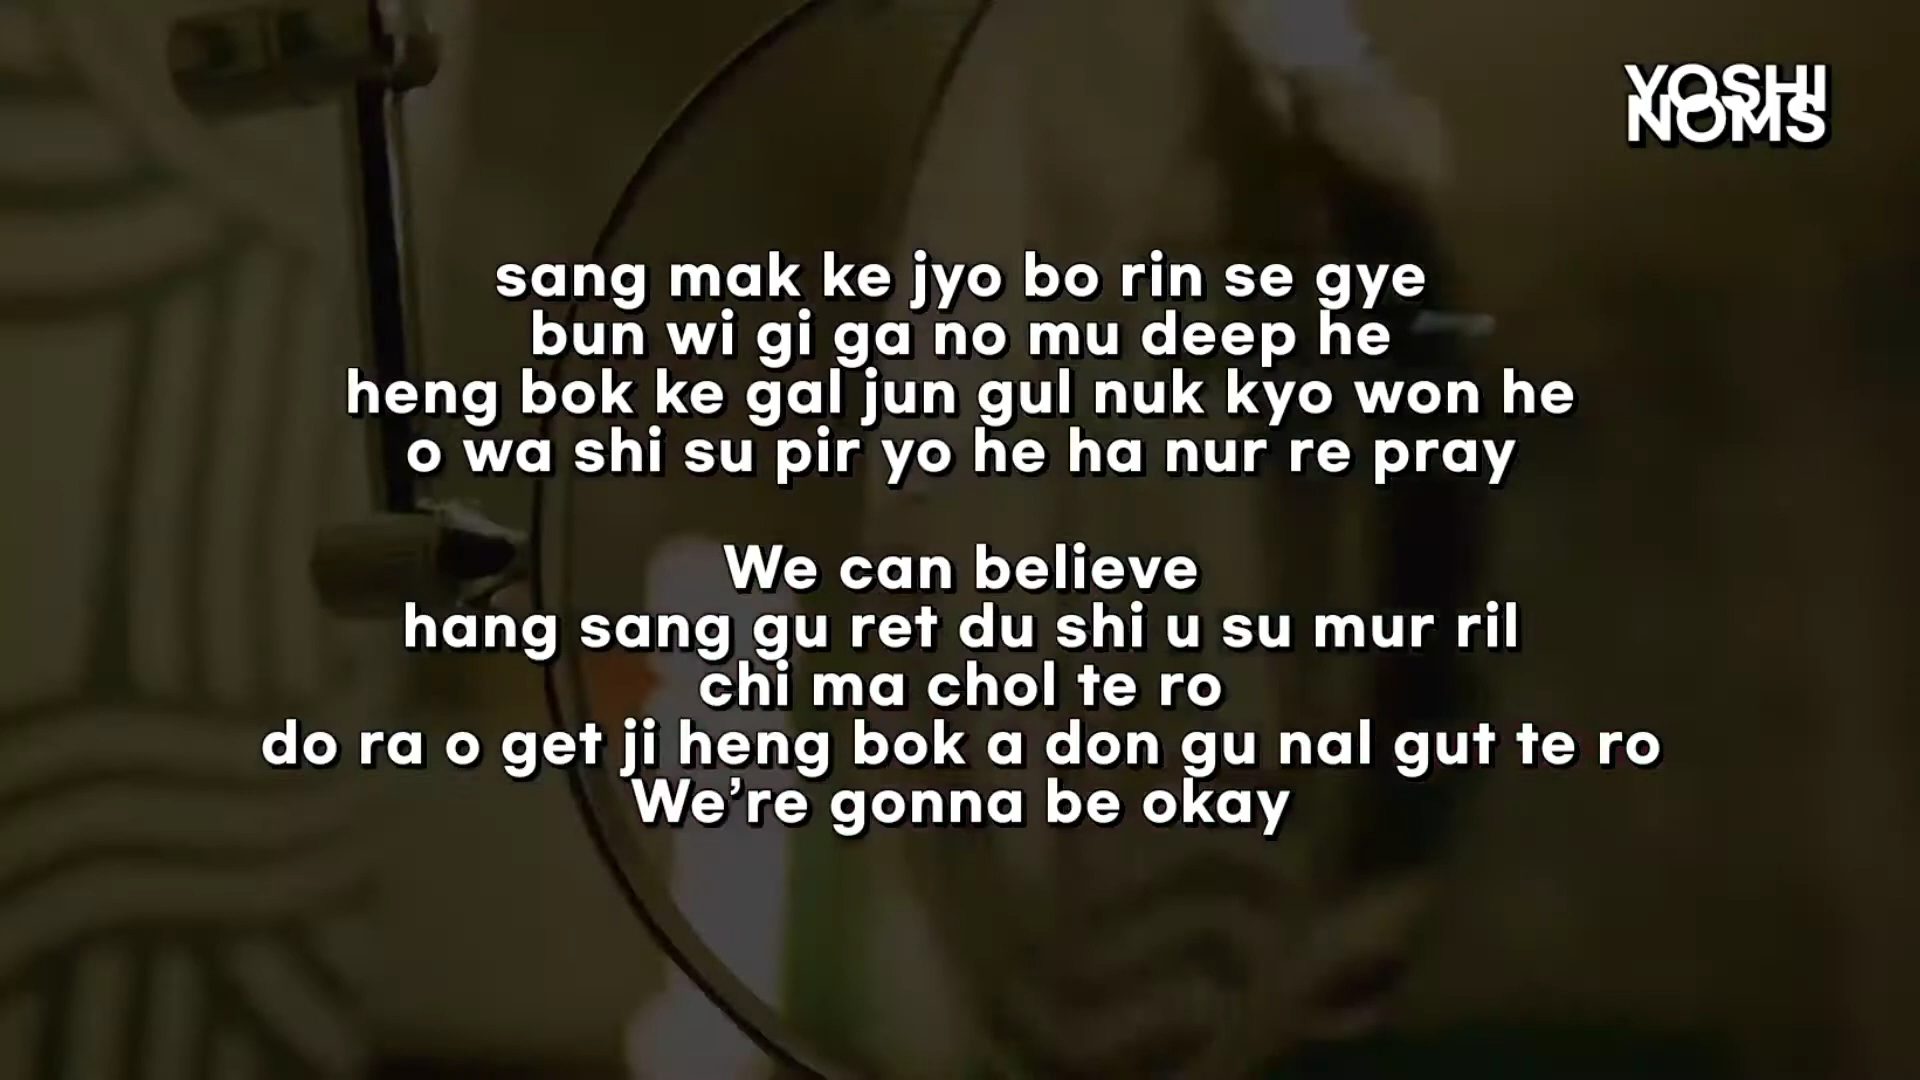 YOSHI
NOMS
sang mak ke jyo bo rin se gye
bun wi gi ga no mu deep he
heng bok ke gal jun gul nuk kyo won he
o wa shi su pir yo he ha nur re pray
We can believe
hang sang gu ret du shi u su mur ril
chi ma chol te ro
do ra o get ji heng bok a don gu nal gut te ro
We’re gonna be okay